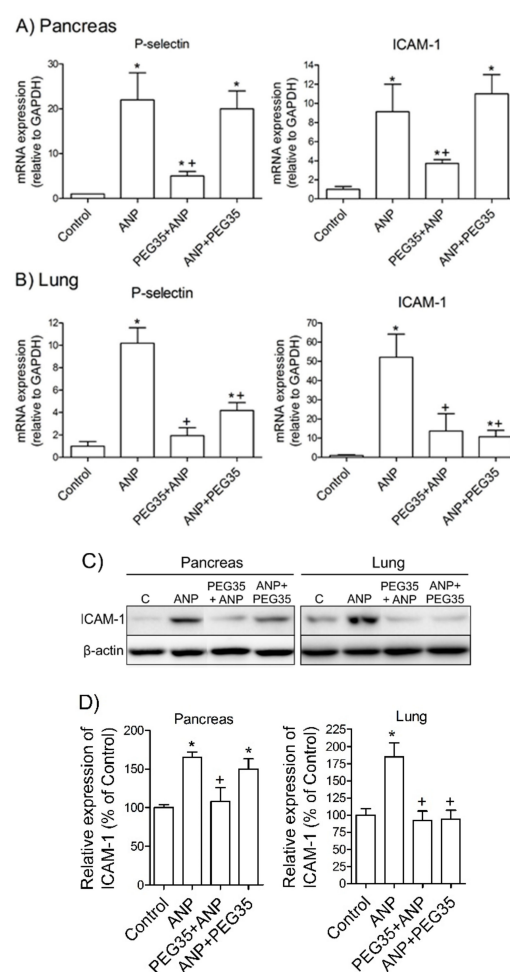 A) Pancreas
P-selectin
mRNA expression
(relative to GAPDH)
30
20
10
0
*
* +
*
Control
ANP
PEG35+ANP
ANP+PEG35
ICAM-1
mRNA expression
(relative to GAPDH)
14
12
10
8
6
4
2
0
*
* +
*
Control
ANP
PEG35+ANP
ANP+PEG35
B) Lung
P-selectin
mRNA expression
(relative to GAPDH)
12
10
8
6
4
2
0
*
+
*+
Control
ANP
PEG35+ANP
ANP+PEG35
ICAM-1
mRNA expression
(relative to GAPDH)
70
60
50
40
30
20
10
0
*
+
*+
Control
ANP
PEG35+ANP
ANP+PEG35
C)
Pancreas
Lung
C
ANP
PEG35
+ ANP
ANP+
PEG35
C
ANP
PEG35
+ ANP
ANP+
PEG35
ICAM-1
β-actin
D)
Pancreas
Relative expression of
ICAM-1 (% of Control)
200
150
100
50
0
*
+
*
Control
ANP
PEG35+ANP
ANP+PEG35
Lung
Relative expression of
ICAM-1 (% of Control)
225
200
175
150
125
100
75
50
25
0
*
+
+
Control
ANP
PEG35+ANP
ANP+PEG35